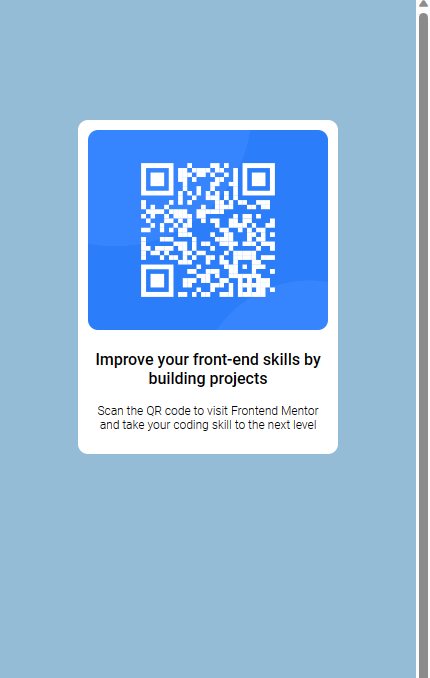 Improve your front-end skills by
building projects
Scan the QR code to visit Frontend Mentor
and take your coding skill to the next level